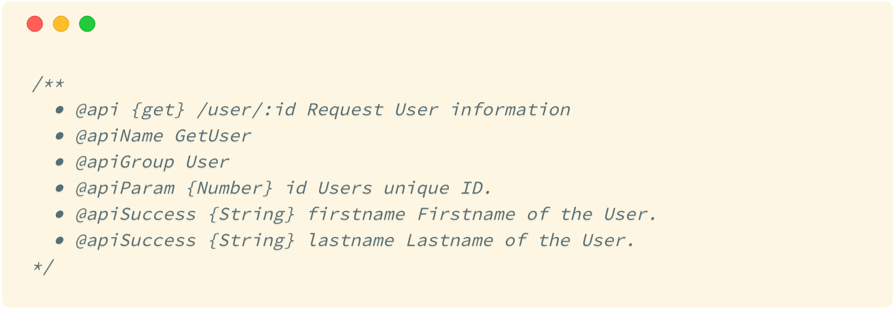 /**
• @api {get} /user/:id Request User information
• @apiName GetUser
• @apiGroup User
• @apiParam {Number} id Users unique ID.
• @apiSuccess {String} firstname Firstname of the User.
• @apiSuccess {String} lastname Lastname of the User.
*/